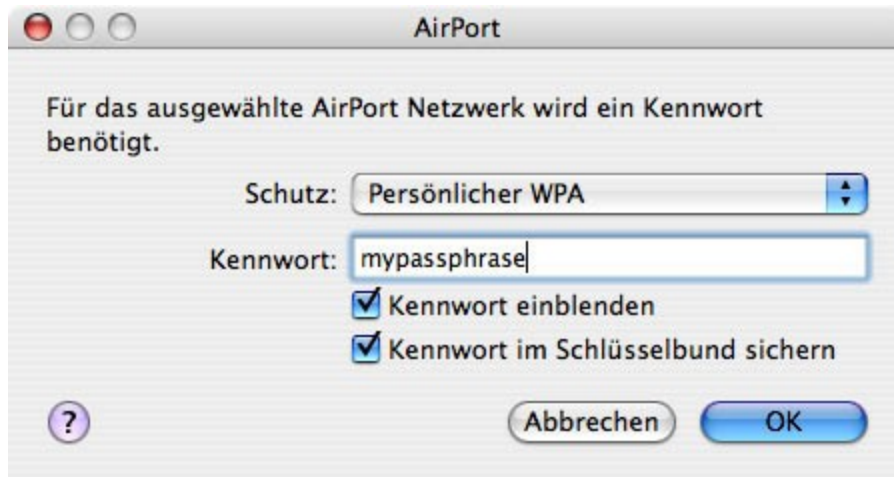 AirPort
Für das ausgewählte AirPort Netzwerk wird ein Kennwort
benötigt.
Schutz: Persönlicher WPA
Kennwort: mypassphrase
Kennwort einblenden
Kennwort im Schlüsselbund sichern
? Abbrechen OK